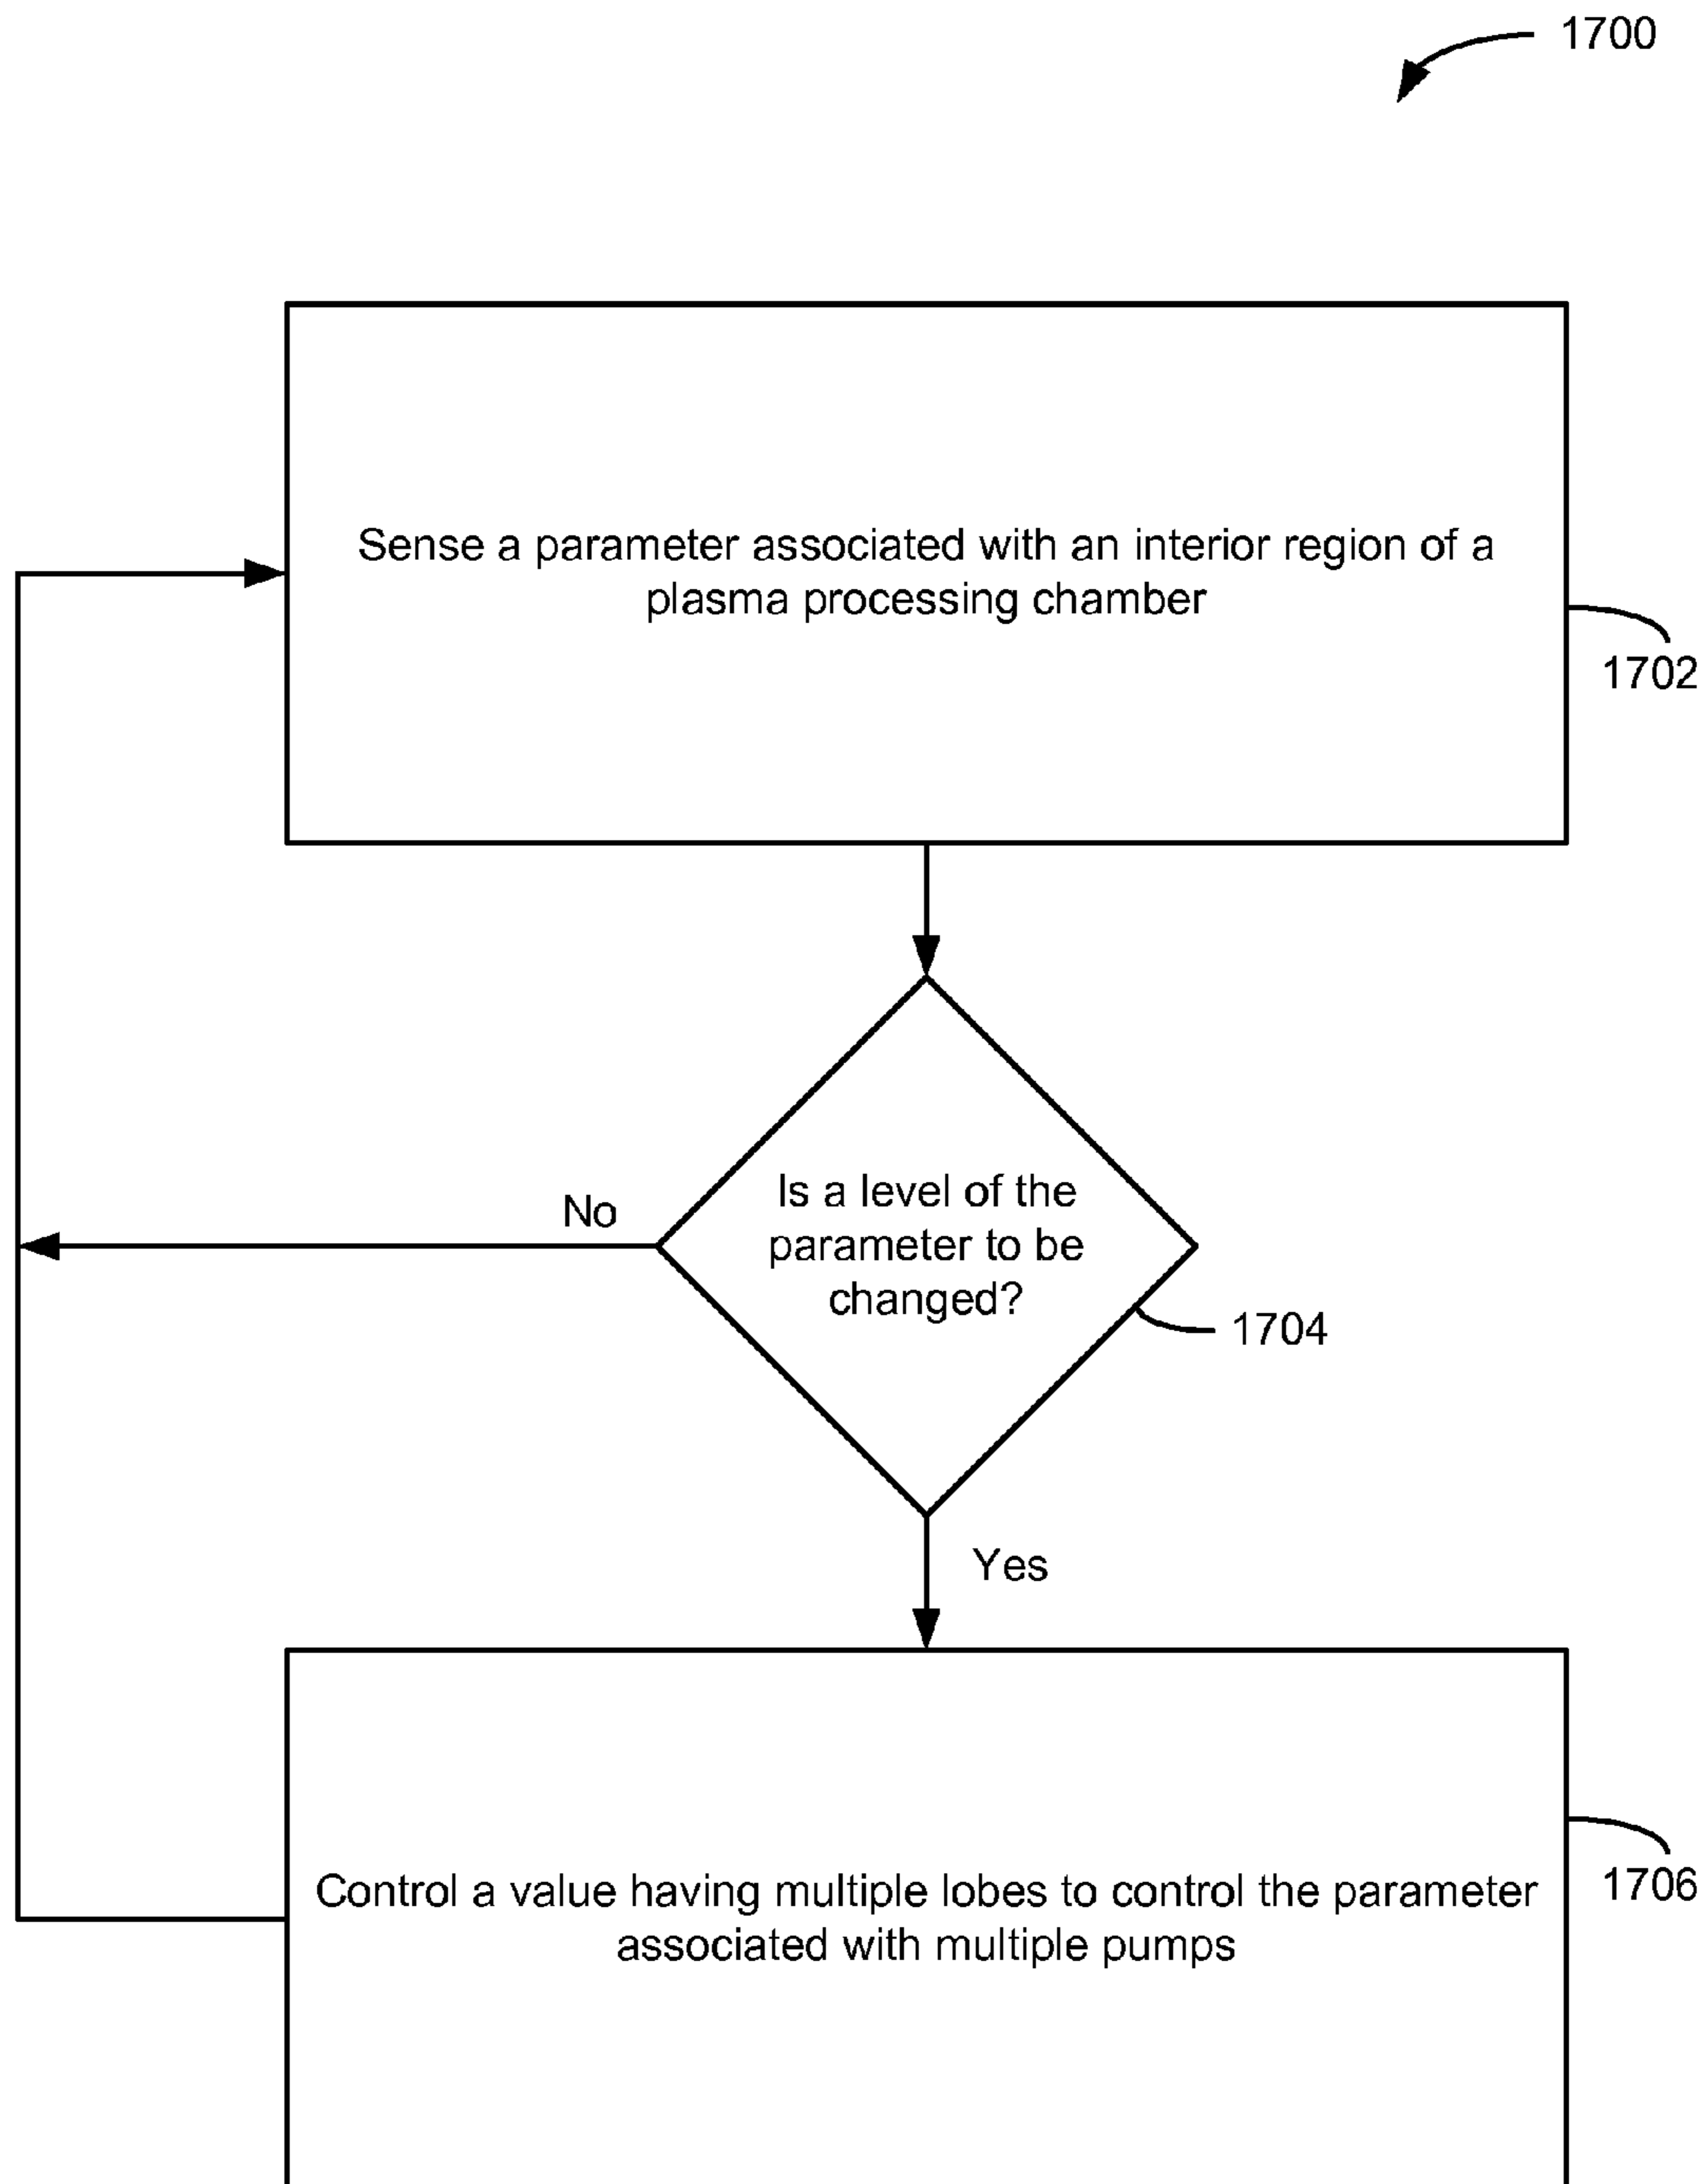 1700
Sense a parameter associated with an interior region of a
plasma processing chamber
1702
No
Is a level of the
parameter to be
changed?
1704
Yes
Control a value having multiple lobes to control the parameter
associated with multiple pumps
1706